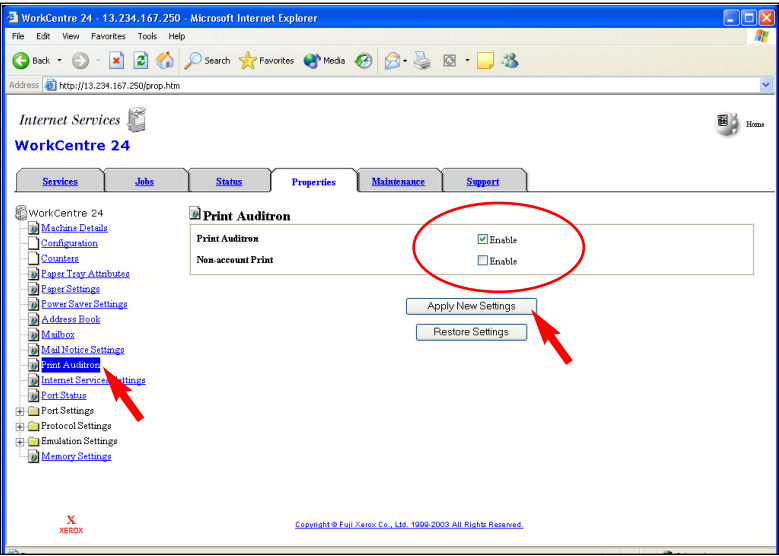 WorkCentre 24 - 13.234.167.250 - Microsoft Internet Explorer
File Edit View Favorites Tools Help
Back Search Favorites Media
Address http://13.234.167.250/prop.htm
Internet Services
Home
WorkCentre 24
Services Jobs Status Properties Maintenance Support
WorkCentre 24
Machine Details
Configuration
Counters
Paper Tray Attributes
Paper Settings
Power Saver Settings
Address Book
Mailbox
Mail Notice Settings
Print Auditron
Internet Services
Port Status
Port Settings
Protocol Settings
Emulation Settings
Memory Settings
Print Auditron
Print Auditron Enable
Non-account Print Enable
Apply New Settings
Restore Settings
X
XEROX
Copyright © Fuji Xerox Co., Ltd. 1999-2003 All Rights Reserved.